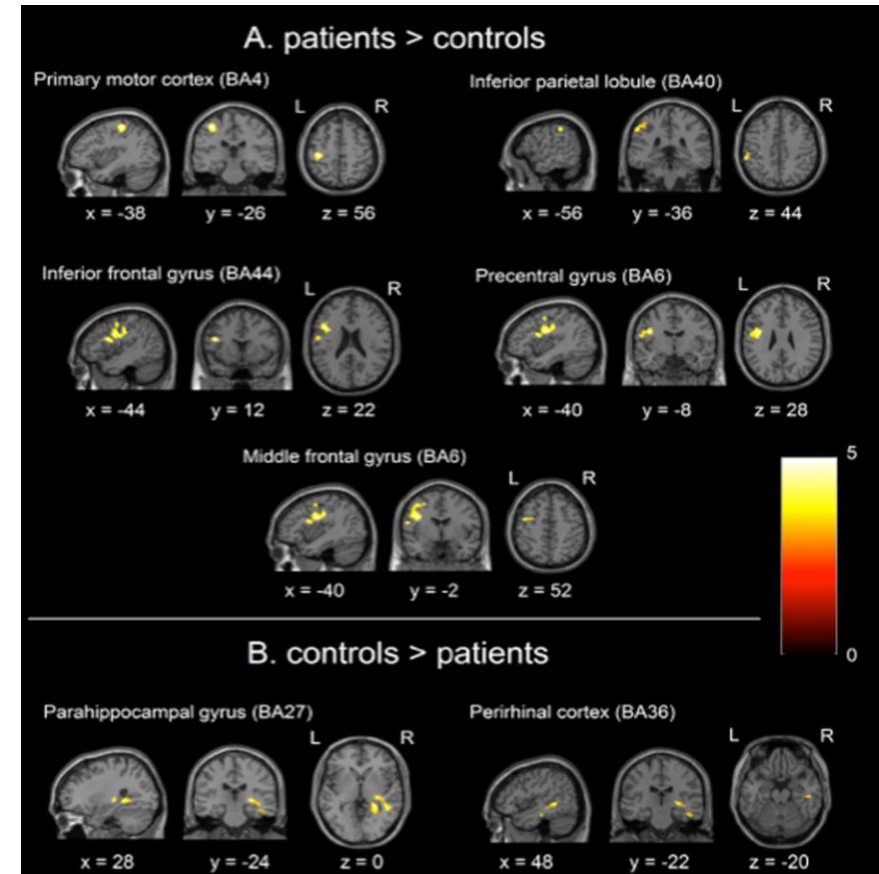 A. patients > controls
Primary motor cortex (BA4)
L R
x = -38 y = -26 z = 56
Inferior parietal lobule (BA40)
L R
x = -56 y = -36 z = 44
Inferior frontal gyrus (BA44)
L R
x = -44 y = 12 z = 22
Precentral gyrus (BA6)
L R
x = -40 y = -8 z = 28
Middle frontal gyrus (BA6)
L R
x = -40 y = -2 z = 52
5
0
B. controls > patients
Parahippocampal gyrus (BA27)
L R
x = 28 y = -24 z = 0
Perirhinal cortex (BA36)
L R
x = 48 y = -22 z = -20